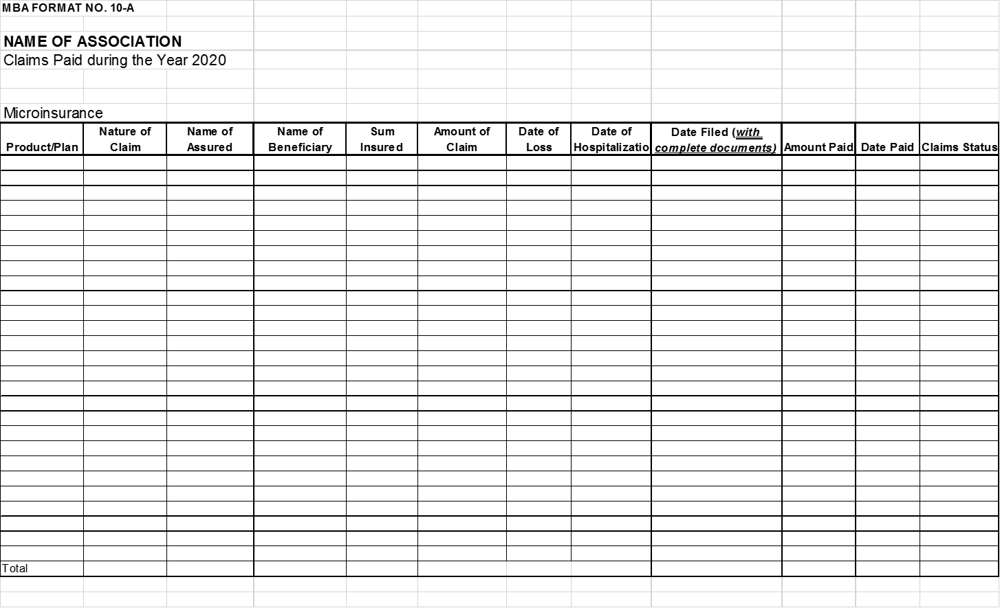 MBA FORMAT NO. 10-A
NAME OF ASSOCIATION
Claims Paid during the Year 2020
Microinsurance
Product/Plan
Nature of
Claim
Name of
Assured
Name of
Beneficiary
Sum
Insured
Amount of
Claim
Date of
Loss
Date of
Hospitalizatio
Date Filed (with
complete documents)
Amount Paid
Date Paid
Claims Status
Total